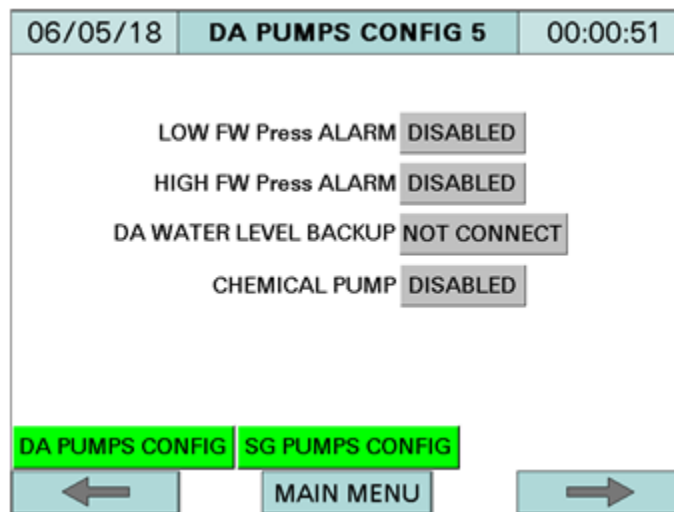 06/05/18 DA PUMPS CONFIG 5 00:00:51
LOW FW Press ALARM DISABLED
HIGH FW Press ALARM DISABLED
DA WATER LEVEL BACKUP NOT CONNECT
CHEMICAL PUMP DISABLED
DA PUMPS CONFIG SG PUMPS CONFIG
MAIN MENU